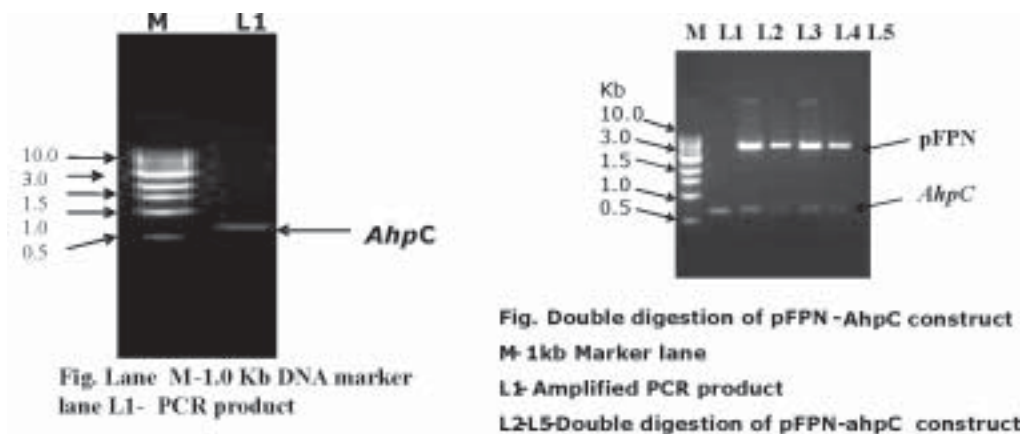 M L1
10.0
3.0
1.5
1.0
0.5
AhpC
Fig. Lane M-1.0 Kb DNA marker
lane L1- PCR product
M L1 L2 L3 L4 L5
Kb
10.0
3.0
1.5
1.0
0.5
pFPN
AhpC
Fig. Double digestion of pFPN-AhpC construct
M- 1kb Marker lane
L1- Amplified PCR product
L2-L5-Double digestion of pFPN-ahpC construct